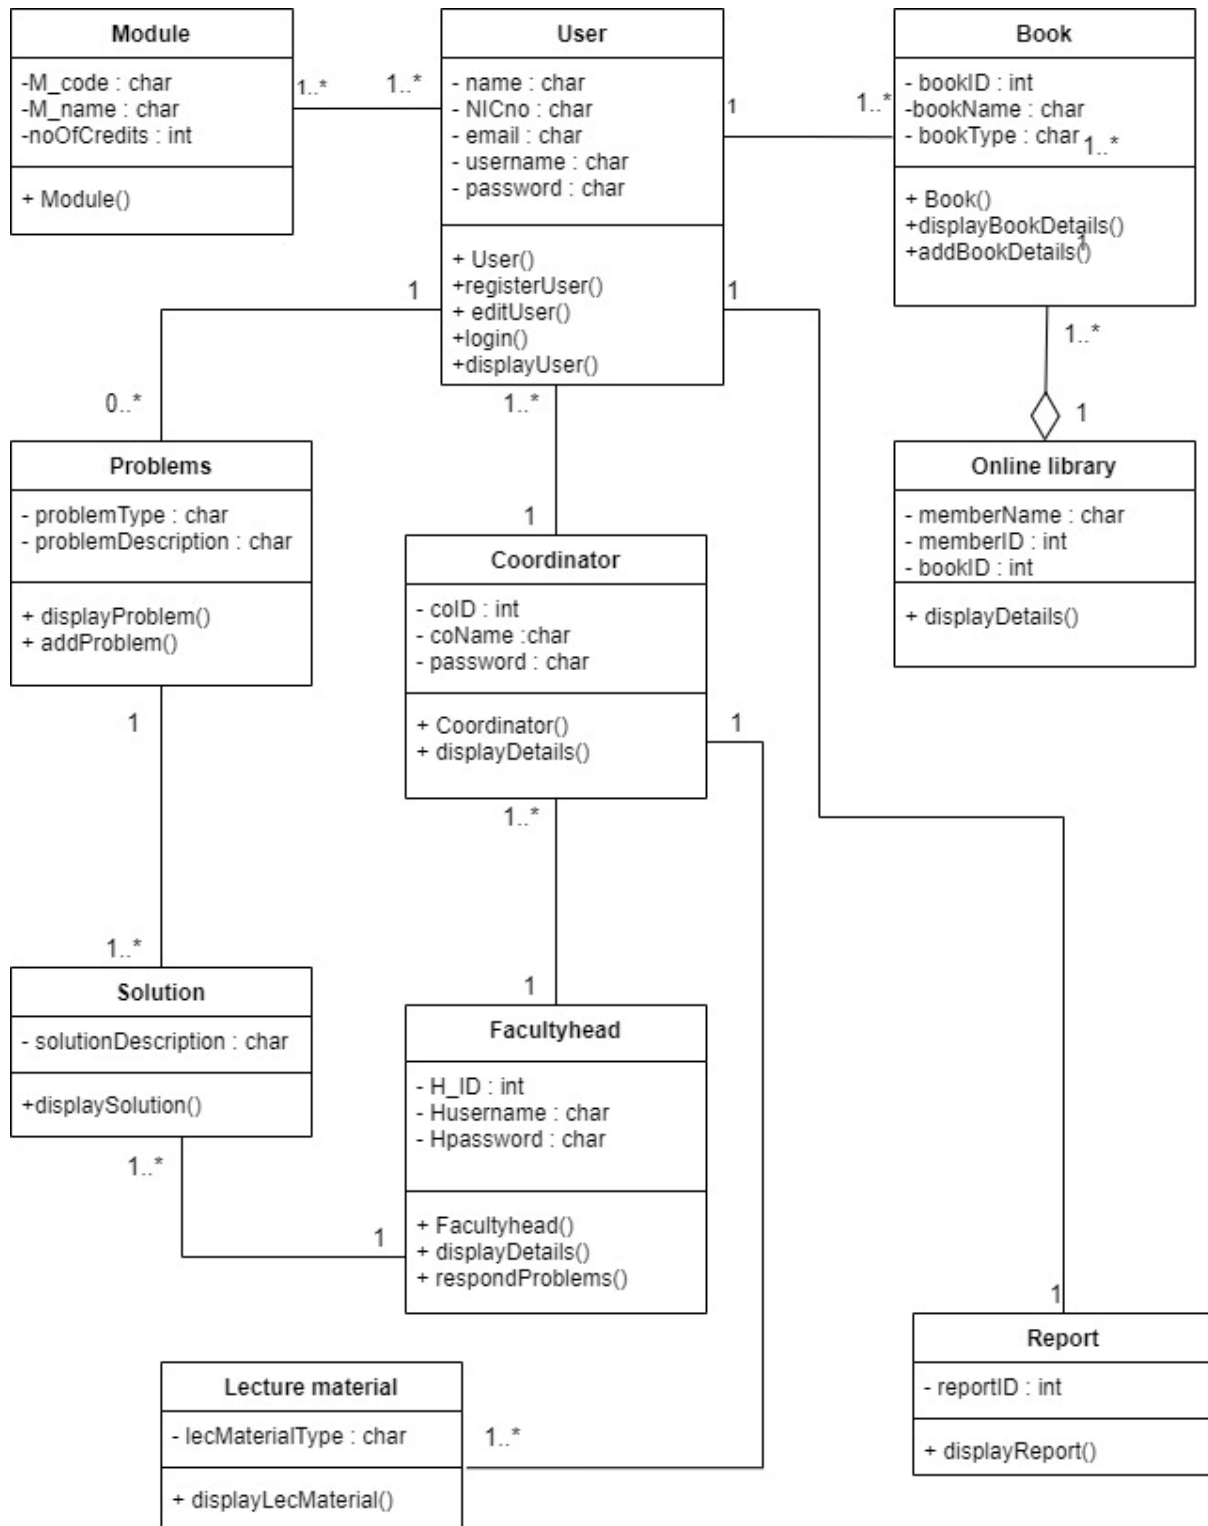 Module
-M_code : char
-M_name : char
-noOfCredits : int
+ Module()
1..*
1..*
User
- name : char
- NICno : char
- email : char
- username : char
- password : char
+ User()
+registerUser()
+ editUser()
+login()
+displayUser()
1
1..*
Book
- bookID : int
-bookName : char
- bookType : char
1..*
+ Book()
+displayBookDetails()
1
+addBookDetails()
1
1
1..*
1
0..*
1..*
Problems
- problemType : char
- problemDescription : char
+ displayProblem()
+ addProblem()
1
Coordinator
- coID : int
- coName :char
- password : char
+ Coordinator()
+ displayDetails()
Online library
- memberName : char
- memberID : int
- bookID : int
+ displayDetails()
1
1
1..*
1..*
1
Solution
- solutionDescription : char
+displaySolution()
1..*
1
Facultyhead
- H_ID : int
- Husername : char
- Hpassword : char
+ Facultyhead()
+ displayDetails()
+ respondProblems()
1
Report
- reportID : int
+ displayReport()
Lecture material
- lecMaterialType : char
+ displayLecMaterial()
1..*